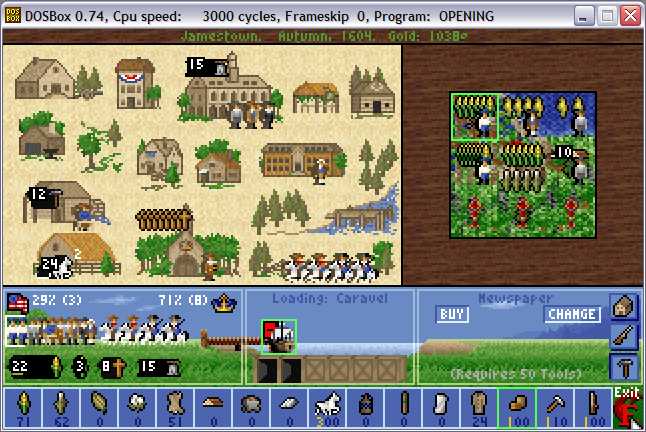 DOSBox 0.74, Cpu speed: 3000 cycles, Frameskip 0, Program: OPENING
Jamestown, Autumn, 1604. Gold: 1038
15
12
24
2
10
29% (3) 71% (8)
22 3 8 15
Loading: Caravel
Newspaper
BUY CHANGE
(Requires 50 Tools)
Exit
71 62 0 0 51 0 0 0 300 0 0 0 24 100 110 100